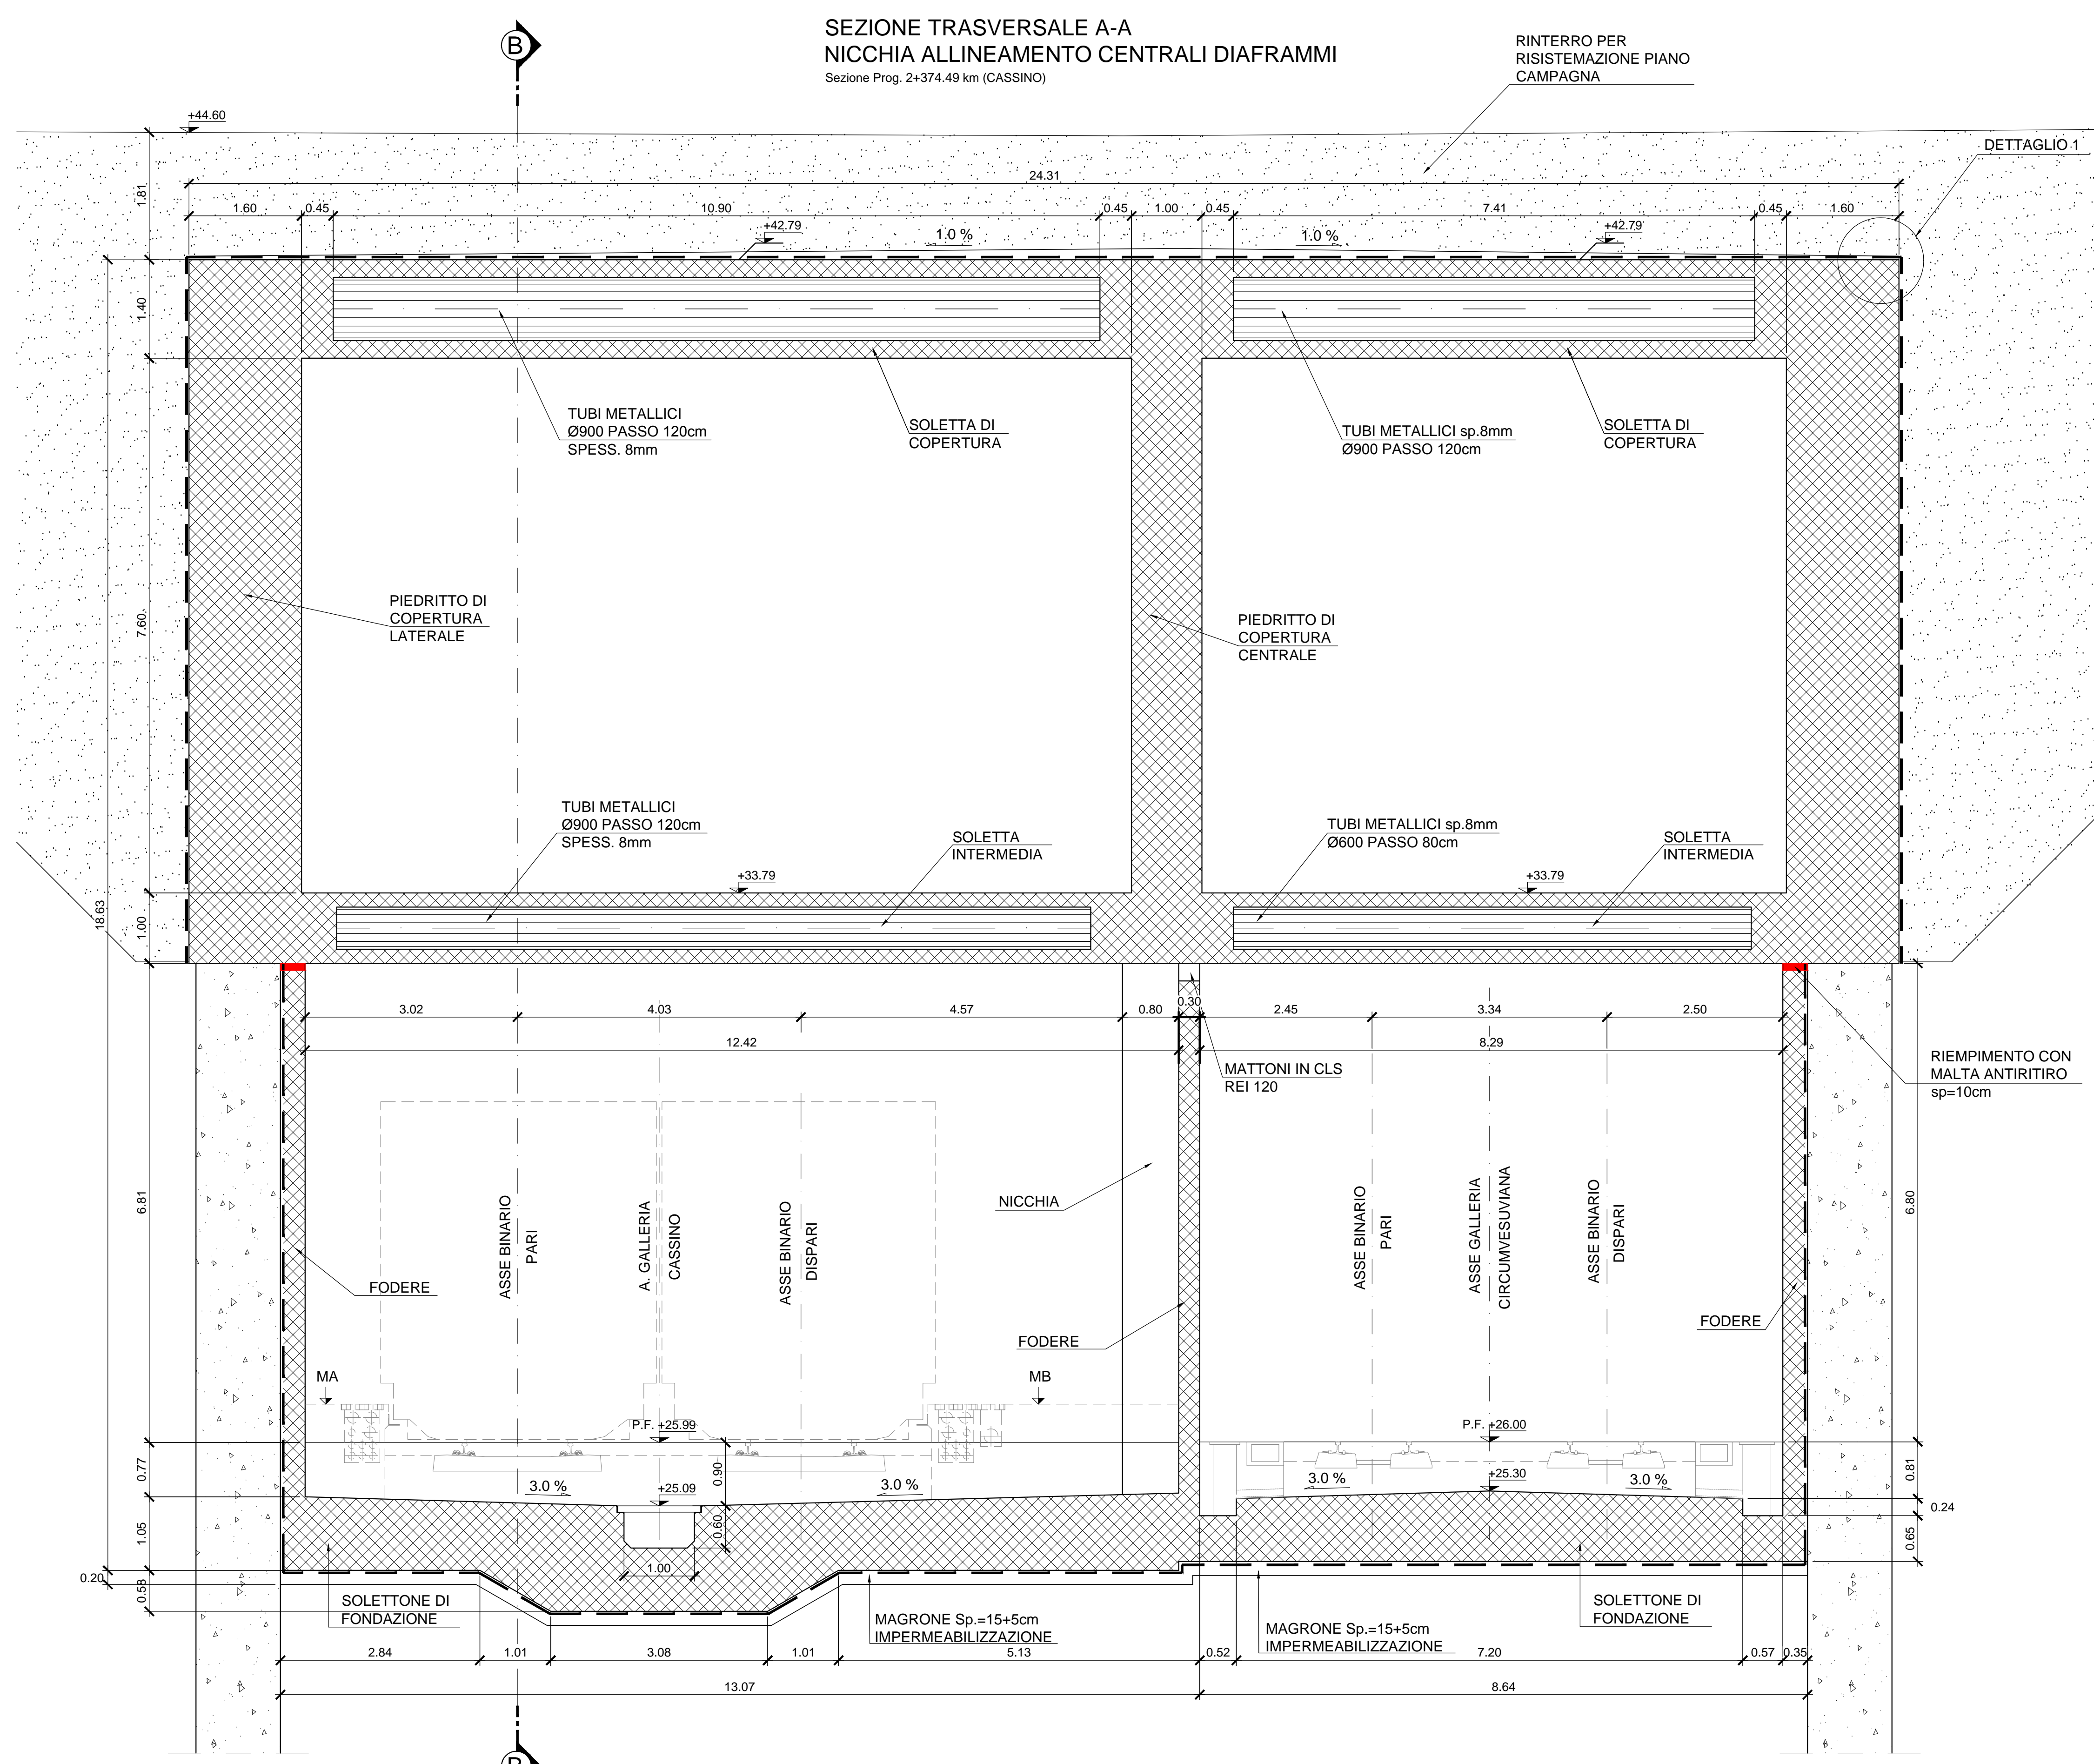 SEZIONE TRASVERSALE A-A
NICCHIA ALLINEAMENTO CENTRALI DIAFRAMMI
Sezione Prog. 2+374.49 km (CASSINO)
B
RINTERRO PER
RISISTEMAZIONE PIANO
CAMPAGNA
+44.60
DETTAGLIO 1
24.31
1.81
1.60
0.45
10.90
0.45
1.00
0.45
7.41
0.45
1.60
+42.79
1.0 %
1.0 %
+42.79
1.40
TUBI METALLICI
Ø900 PASSO 120cm
SPESS. 8mm
SOLETTA DI
COPERTURA
TUBI METALLICI sp.8mm
Ø900 PASSO 120cm
SOLETTA DI
COPERTURA
7.60
PIEDRITTO DI
COPERTURA
LATERALE
PIEDRITTO DI
COPERTURA
CENTRALE
TUBI METALLICI
Ø900 PASSO 120cm
SPESS. 8mm
SOLETTA
INTERMEDIA
TUBI METALLICI sp.8mm
Ø600 PASSO 80cm
SOLETTA
INTERMEDIA
+33.79
+33.79
18.63
1.00
3.02
4.03
4.57
0.80
0.30
2.45
3.34
2.50
12.42
8.29
MATTONI IN CLS
REI 120
RIEMPIMENTO CON
MALTA ANTIRITIRO
sp=10cm
6.81
6.80
NICCHIA
ASSE BINARIO
PARI
A. GALLERIA
CASSINO
ASSE BINARIO
DISPARI
ASSE BINARIO
PARI
ASSE GALLERIA
CIRCUMVESUVIANA
ASSE BINARIO
DISPARI
FODERE
FODERE
FODERE
MA
MB
P.F. +25.99
P.F. +26.00
0.77
0.90
3.0 %
+25.09
3.0 %
3.0 %
+25.30
3.0 %
0.81
0.24
1.05
0.60
0.65
1.00
0.20
0.58
SOLETTONE DI
FONDAZIONE
MAGRONE Sp.=15+5cm
IMPERMEABILIZZAZIONE
MAGRONE Sp.=15+5cm
IMPERMEABILIZZAZIONE
SOLETTONE DI
FONDAZIONE
2.84
1.01
3.08
1.01
5.13
0.52
7.20
0.57
0.35
13.07
8.64
B